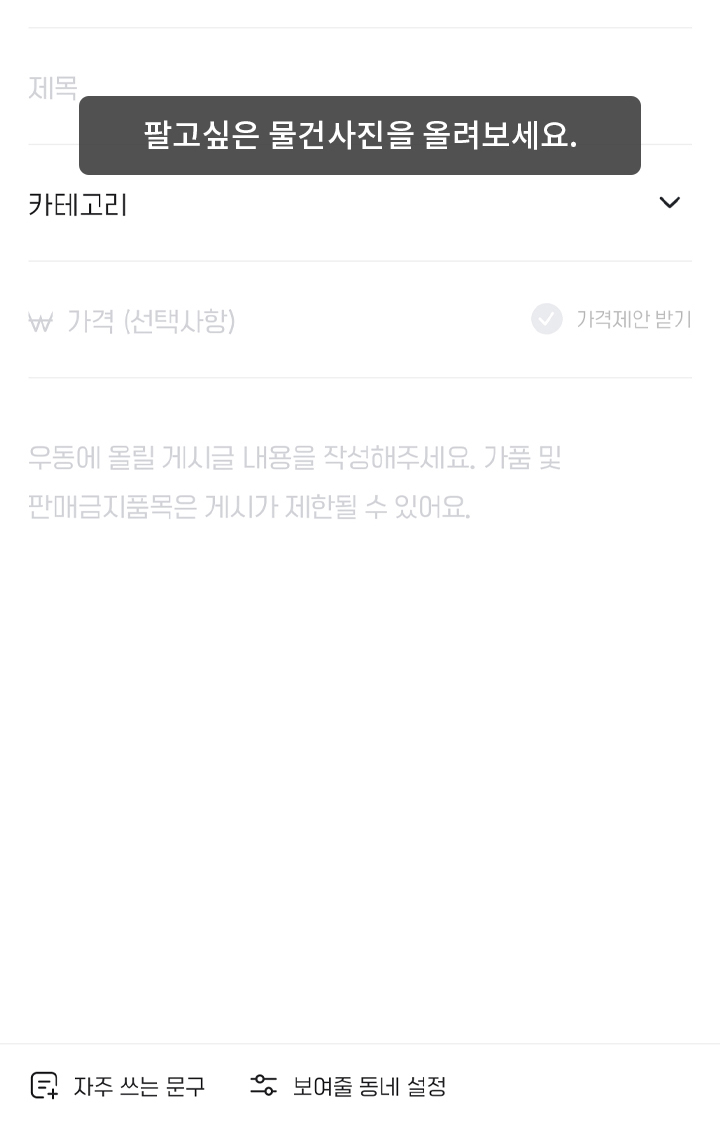 제목
팔고싶은 물건사진을 올려보세요.
카테고리
₩ 가격 (선택사항) 가격제안 받기
우동에 올릴 게시글 내용을 작성해주세요. 가품 및
판매금지품목은 게시가 제한될 수 있어요.
자주 쓰는 문구 보여줄 동네 설정